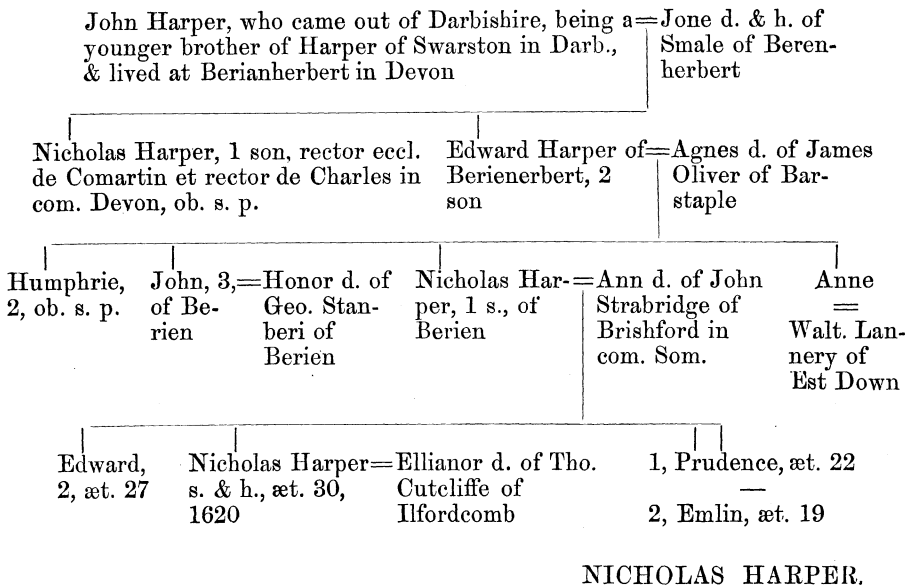 John Harper, who came out of Darbishire, being a=Jone d. & h. of
younger brother of Harper of Swarston in Darb., Smale of Beren-
& lived at Berianherbert in Devon herbert
Nicholas Harper, 1 son, rector eccl. Edward Harper of=Agnes d. of James
de Comartin et rector de Charles in Berienerbert, 2 Oliver of Bar-
com. Devon, ob. s. p. son staple
Humphrie, John, 3,=Honor d. of Nicholas Har-=Ann d. of John Anne
2, ob. s. p. of Be- Geo. Stan- per, 1 s., of Strabridge of =
rien beri of Berien Brishford in Walt. Lan-
Berien com. Som. nery of
Est Down
Edward, Nicholas Harper=Ellianor d. of Tho. 1, Prudence, æt. 22
2, æt. 27 s. & h., æt. 30, Cutcliffe of —
1620 Ilfordcomb 2, Emlin, æt. 19
NICHOLAS HARPER.